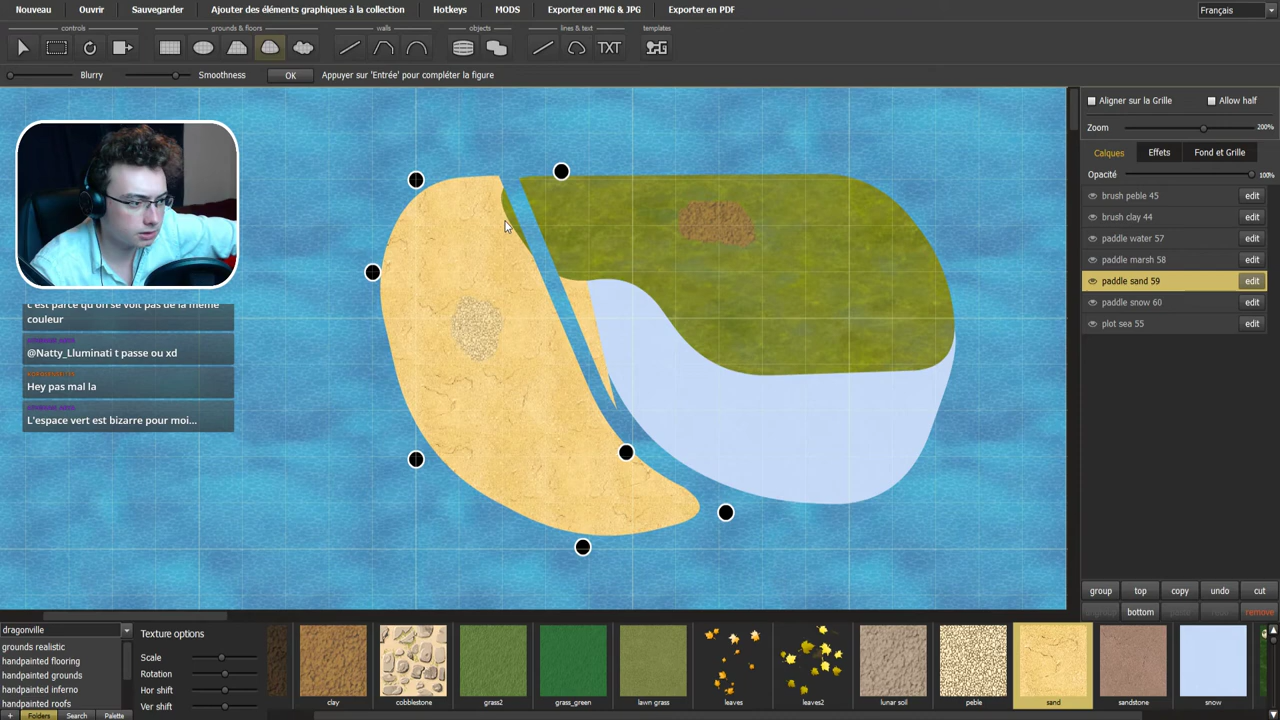 Nouveau Ouvrir Sauvegarder Ajouter des éléments graphiques à la collection Hotkeys MODS Exporter en PNG & JPG Exporter en PDF Français
controls grounds & floors walls objects lines & text templates
TXT
Blurry Smoothness OK Appuyer sur 'Entrée' pour compléter la figure
Aligner sur la Grille Allow half
Zoom 200%
Calques Effets Fond et Grille
Opacité 100%
brush peble 45 edit
brush clay 44 edit
paddle water 57 edit
paddle marsh 58 edit
paddle sand 59 edit
paddle snow 60 edit
plot sea 55 edit
c'est parce qu'on se voit pas de la même
couleur
@Natty_Lluminati t passe ou xd
Hey pas mal la
L'espace vert est bizarre pour moi...
group top copy undo cut
bottom remove
dragonville
grounds realistic
handpainted flooring
handpainted grounds
handpainted inferno
handpainted roofs
+ Folders Search Palette
Texture options
Scale
Rotation
Hor shift
Ver shift
clay cobblestone grass2 grass_green lawn grass leaves leaves2 lunar soil peble sand sandstone snow